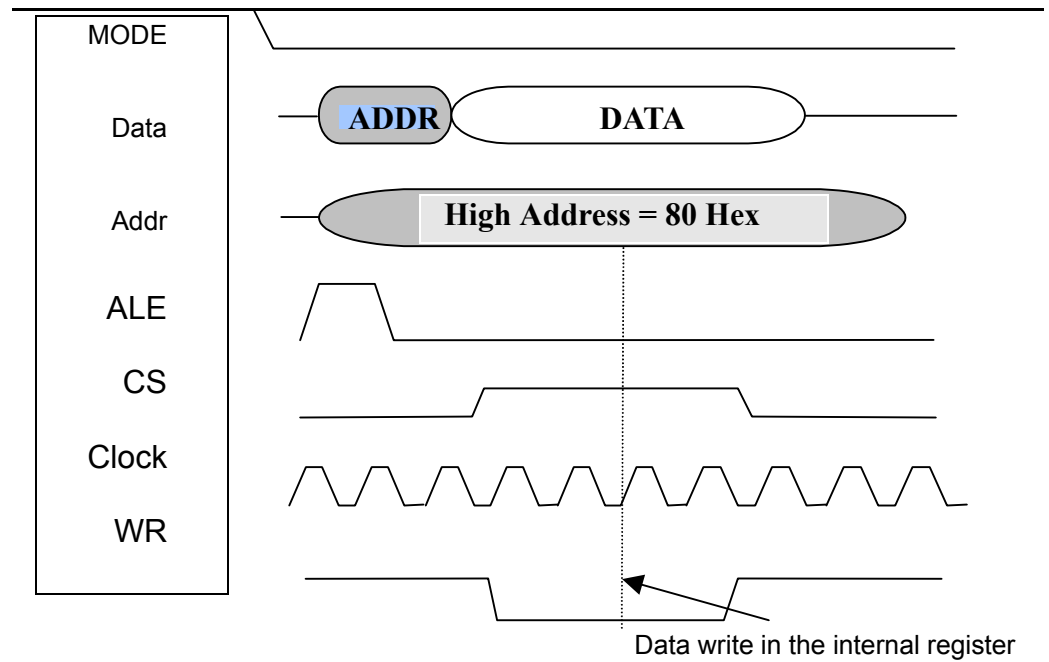 MODE
Data
ADDR DATA
Addr
High Address = 80 Hex
ALE
CS
Clock
WR
Data write in the internal register